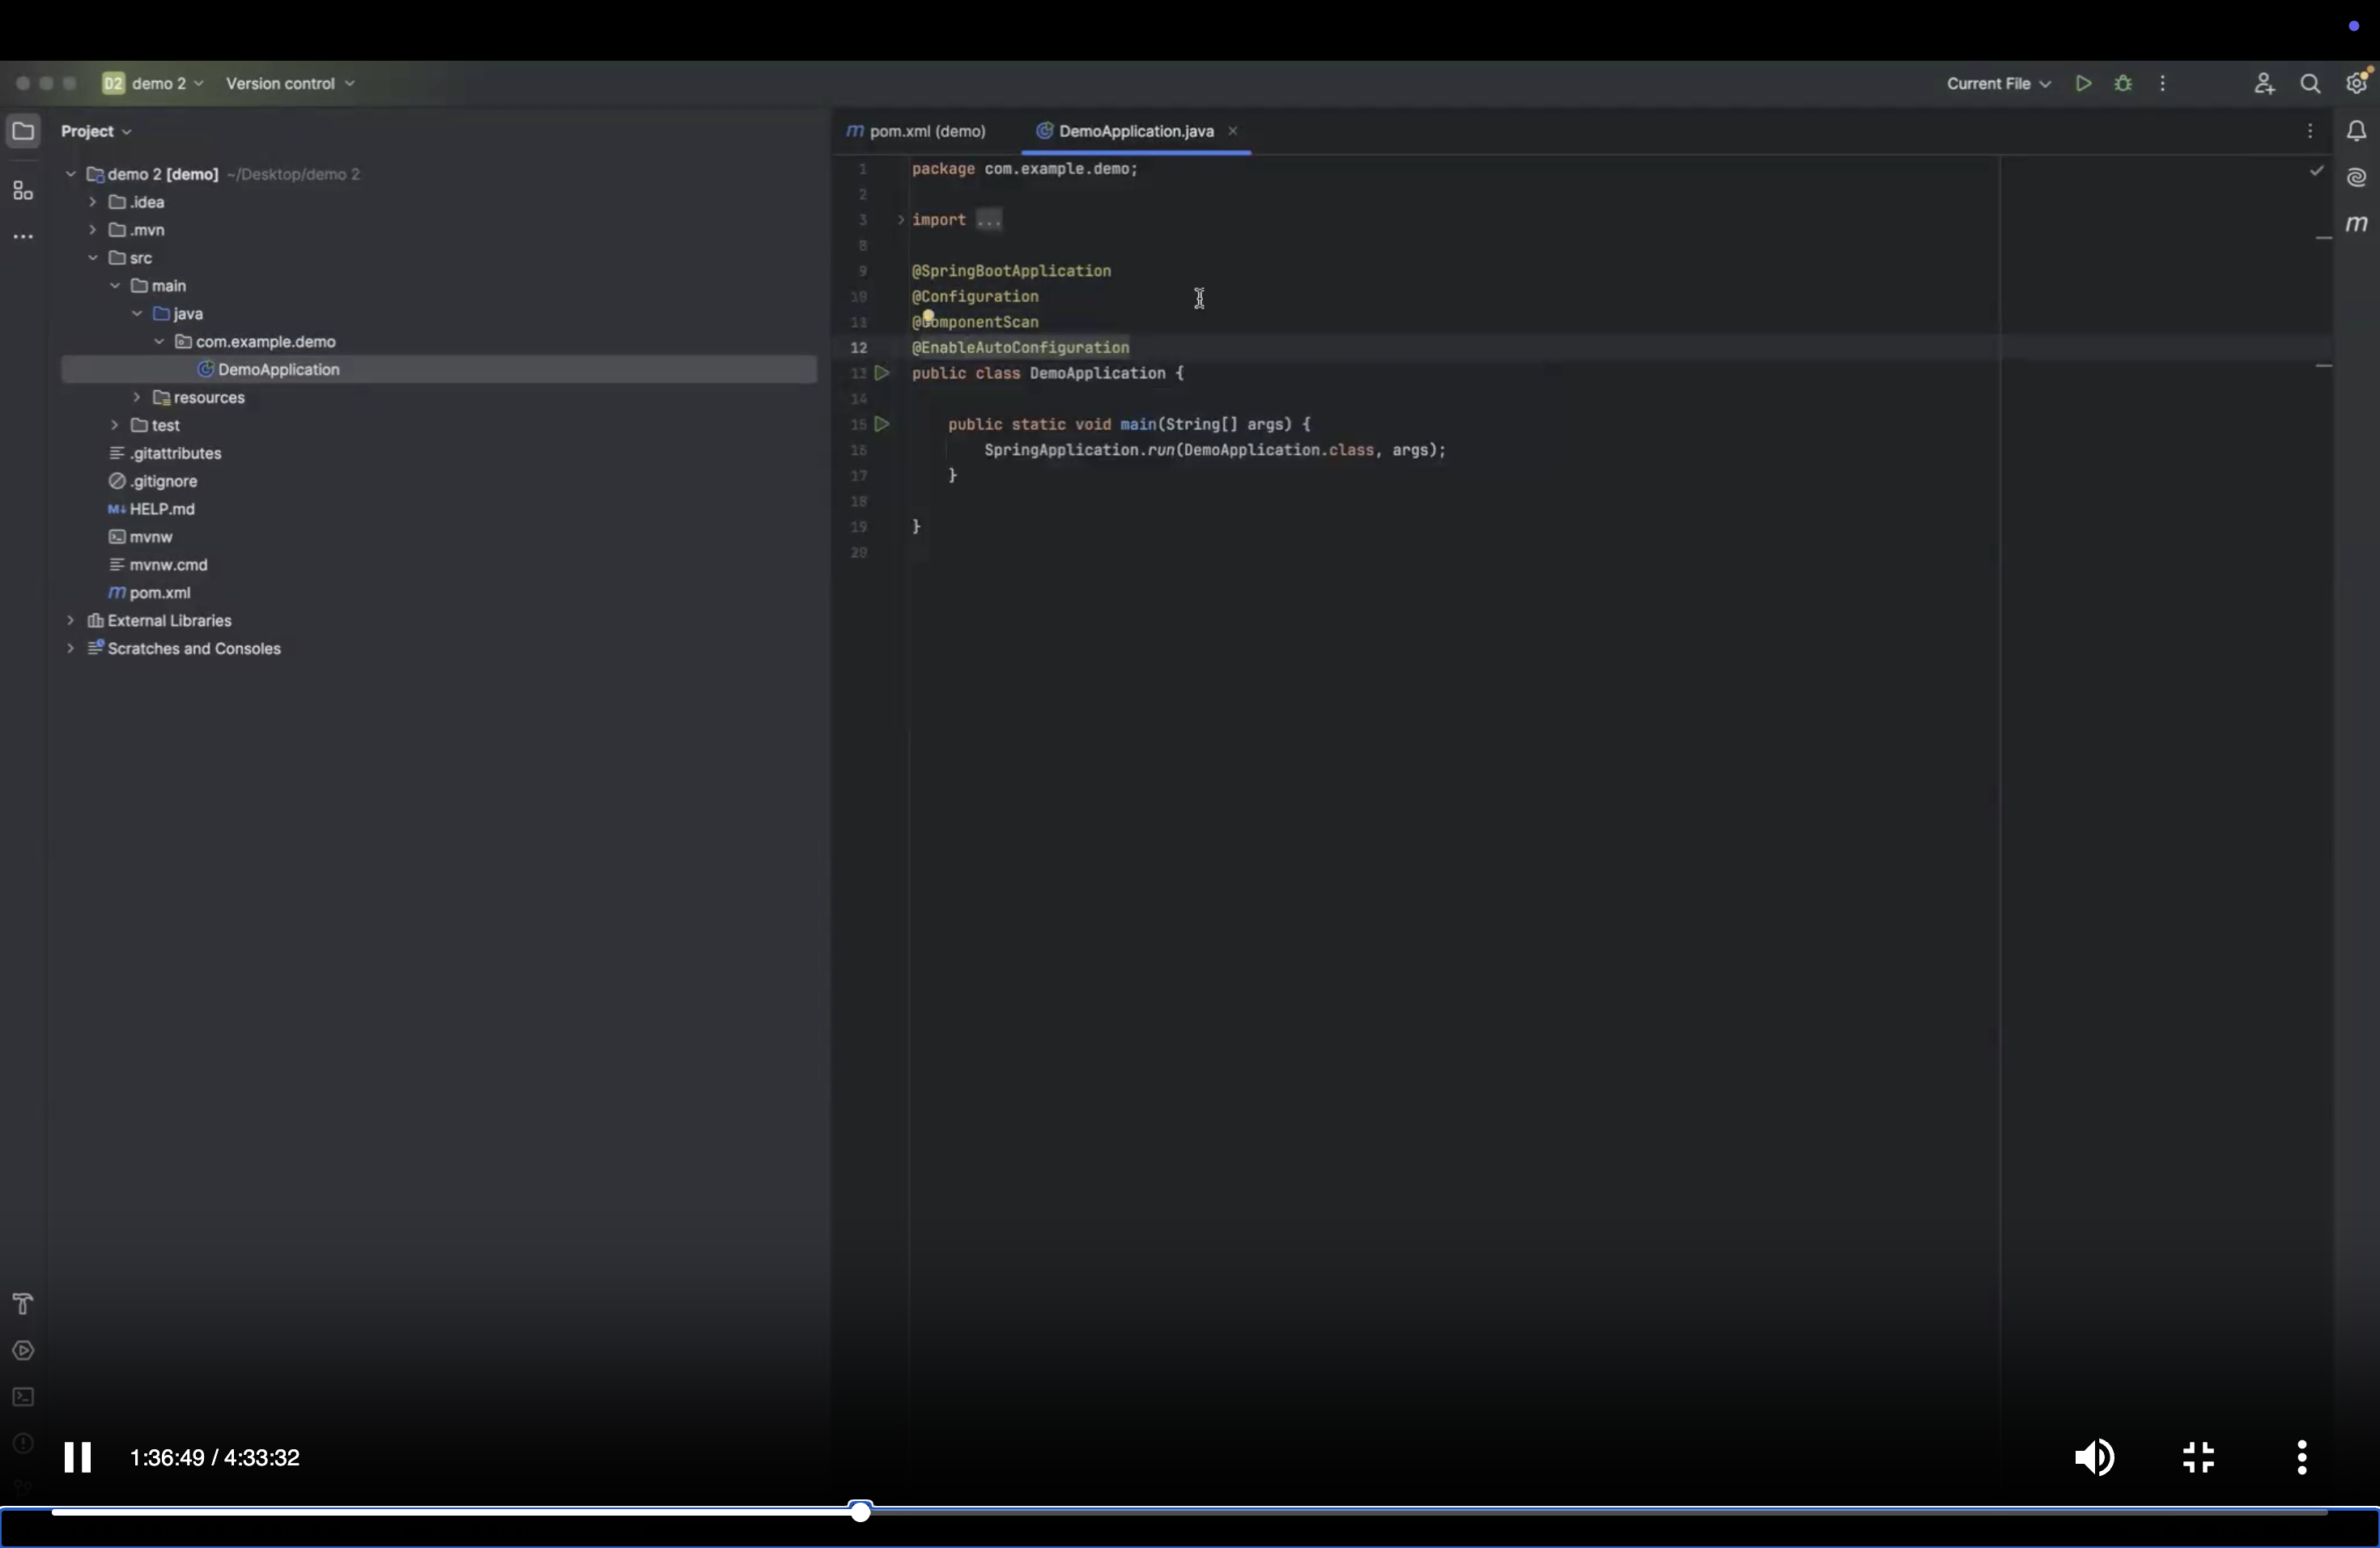 D2 demo 2 Version control Current File
Project
demo 2 [demo] ~/Desktop/demo 2
.idea
.mvn
src
main
java
com.example.demo
DemoApplication
resources
test
.gitattributes
.gitignore
M↓ HELP.md
mvnw
mvnw.cmd
m pom.xml
External Libraries
Scratches and Consoles
m pom.xml (demo) DemoApplication.java
1 package com.example.demo;
2
3 import ...
8
9 @SpringBootApplication
10 @Configuration
11 @ComponentScan
12 @EnableAutoConfiguration
13 public class DemoApplication {
14
15 public static void main(String[] args) {
16 SpringApplication.run(DemoApplication.class, args);
17 }
18
19 }
20
m
1:36:49 / 4:33:32